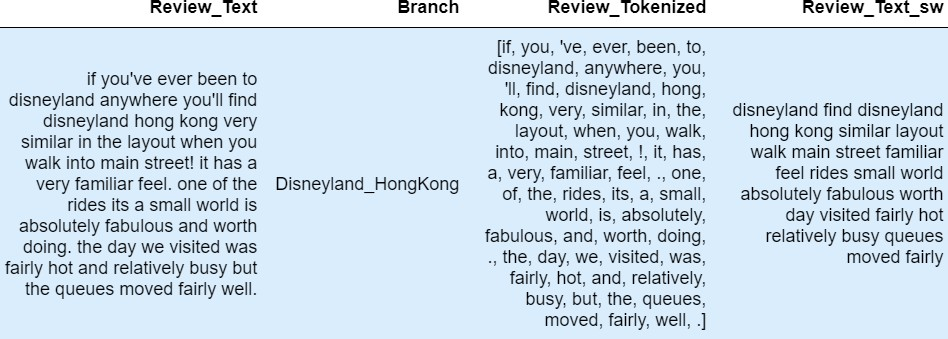 Review_Text Branch Review_Tokenized Review_Text_sw
if you've ever been to
disneyland anywhere you'll find
disneyland hong kong very
similar in the layout when you
walk into main street! it has a
very familiar feel. one of the
rides its a small world is
absolutely fabulous and worth
doing. the day we visited was
fairly hot and relatively busy but
the queues moved fairly well.
Disneyland_HongKong
[if, you, 've, ever, been, to,
disneyland, anywhere, you,
'll, find, disneyland, hong,
kong, very, similar, in, the,
layout, when, you, walk,
into, main, street, !, it, has,
a, very, familiar, feel, ., one,
of, the, rides, its, a, small,
world, is, absolutely,
fabulous, and, worth, doing,
., the, day, we, visited, was,
fairly, hot, and, relatively,
busy, but, the, queues,
moved, fairly, well, .]
disneyland find disneyland
hong kong similar layout
walk main street familiar
feel rides small world
absolutely fabulous worth
day visited fairly hot
relatively busy queues
moved fairly